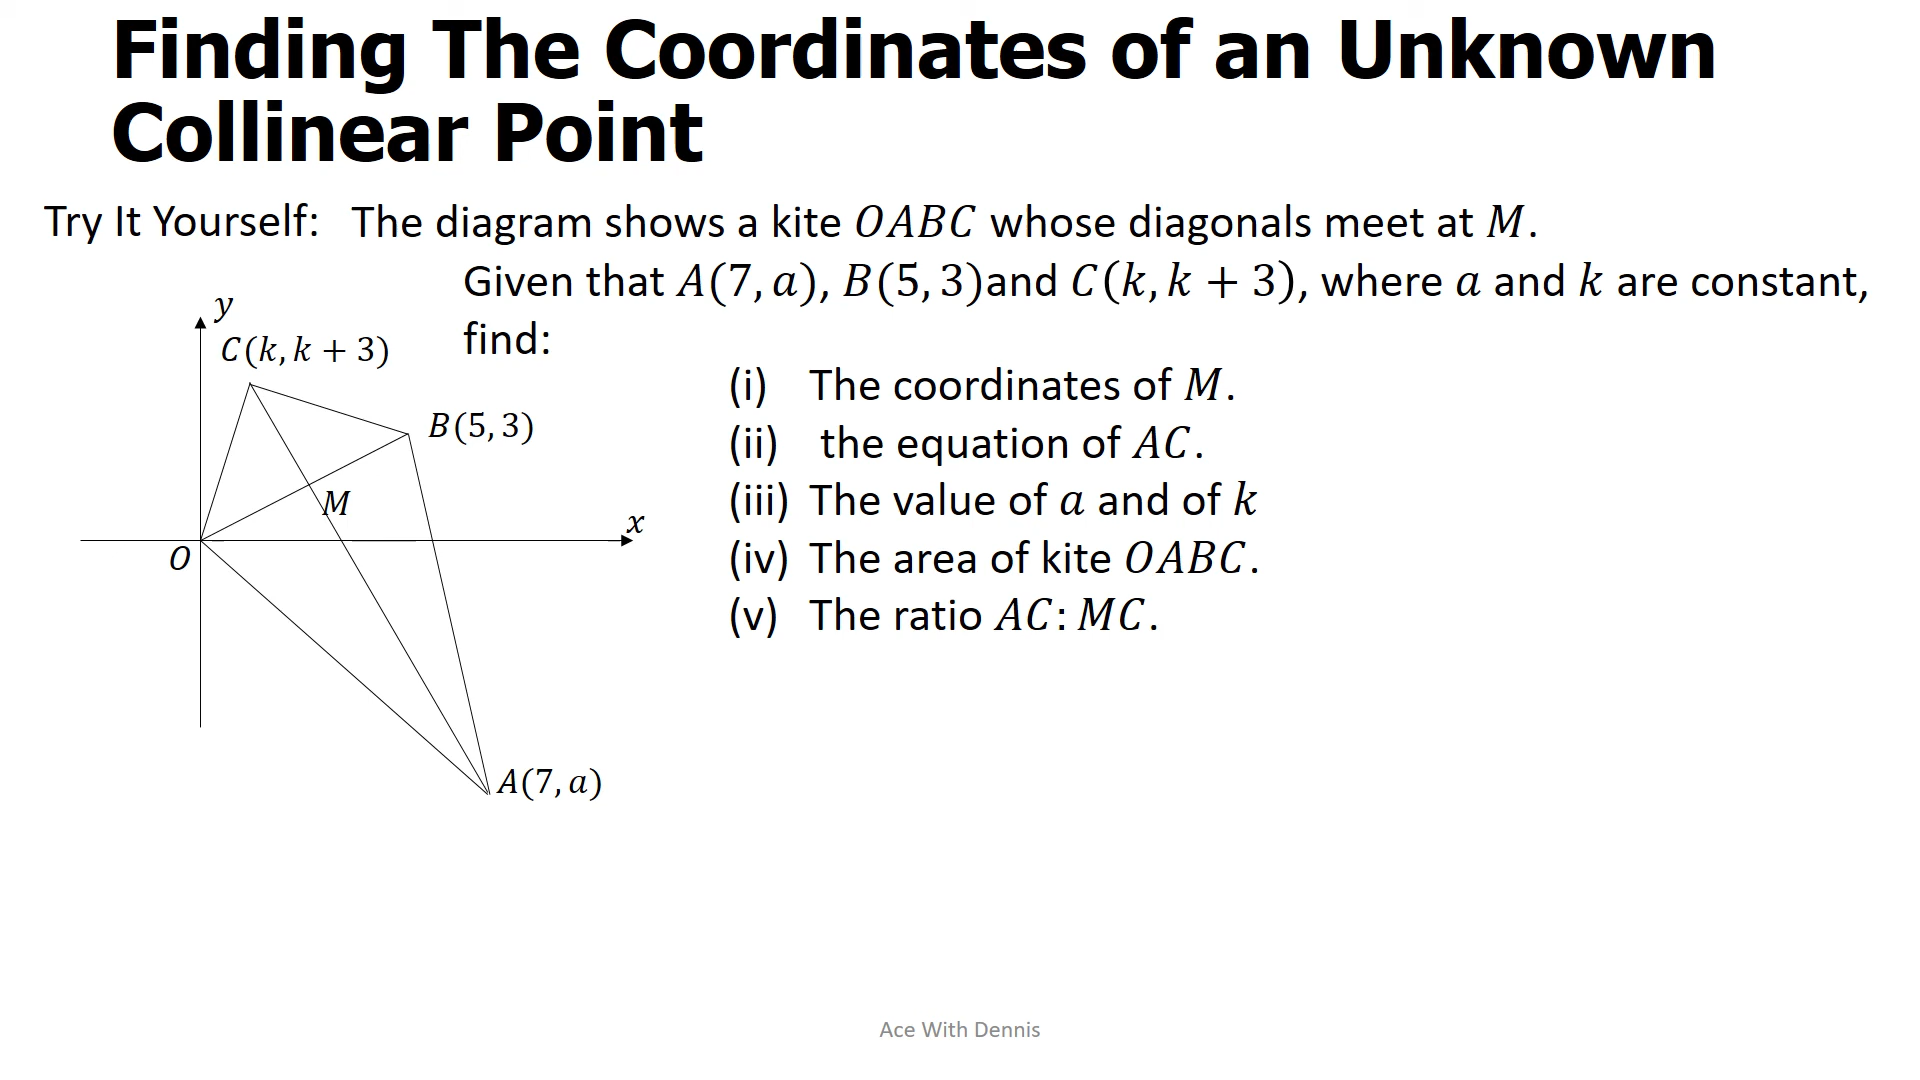 Finding The Coordinates of an Unknown
Collinear Point
Try It Yourself: The diagram shows a kite OABC whose diagonals meet at M.
Given that A(7, a), B(5, 3)and C(k, k + 3), where a and k are constant,
find:
(i) The coordinates of M.
(ii) the equation of AC.
(iii) The value of a and of k
(iv) The area of kite OABC.
(v) The ratio AC: MC.
y
C(k, k + 3)
B(5, 3)
M
x
O
A(7, a)
Ace With Dennis